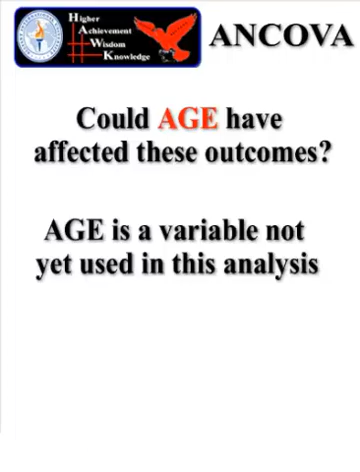 Higher
Achievement
Wisdom
Knowledge
ANCOVA
Could AGE have
affected these outcomes?
AGE is a variable not
yet used in this analysis